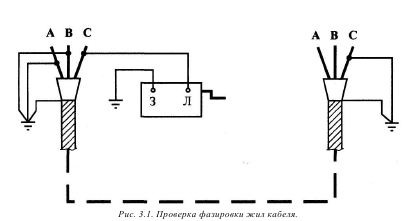 А В С
А В С
З Л
Рис. 3.1. Проверка фазировки жил кабеля.